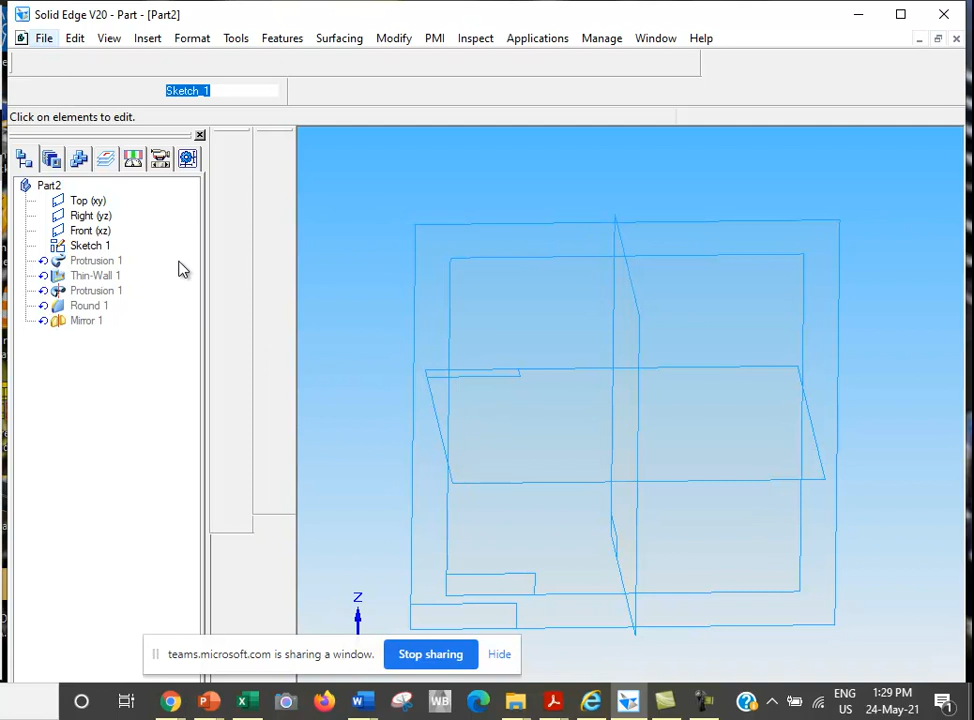 Solid Edge V20 - Part - [Part2]
File Edit View Insert Format Tools Features Surfacing Modify PMI Inspect Applications Manage Window Help
Sketch_1
Click on elements to edit.
Part2
Top (xy)
Right (yz)
Front (xz)
Sketch 1
Protrusion 1
Thin-Wall 1
Protrusion 1
Round 1
Mirror 1
Z
teams.microsoft.com is sharing a window. Stop sharing Hide
ENG 1:29 PM
US 24-May-21
WB
1